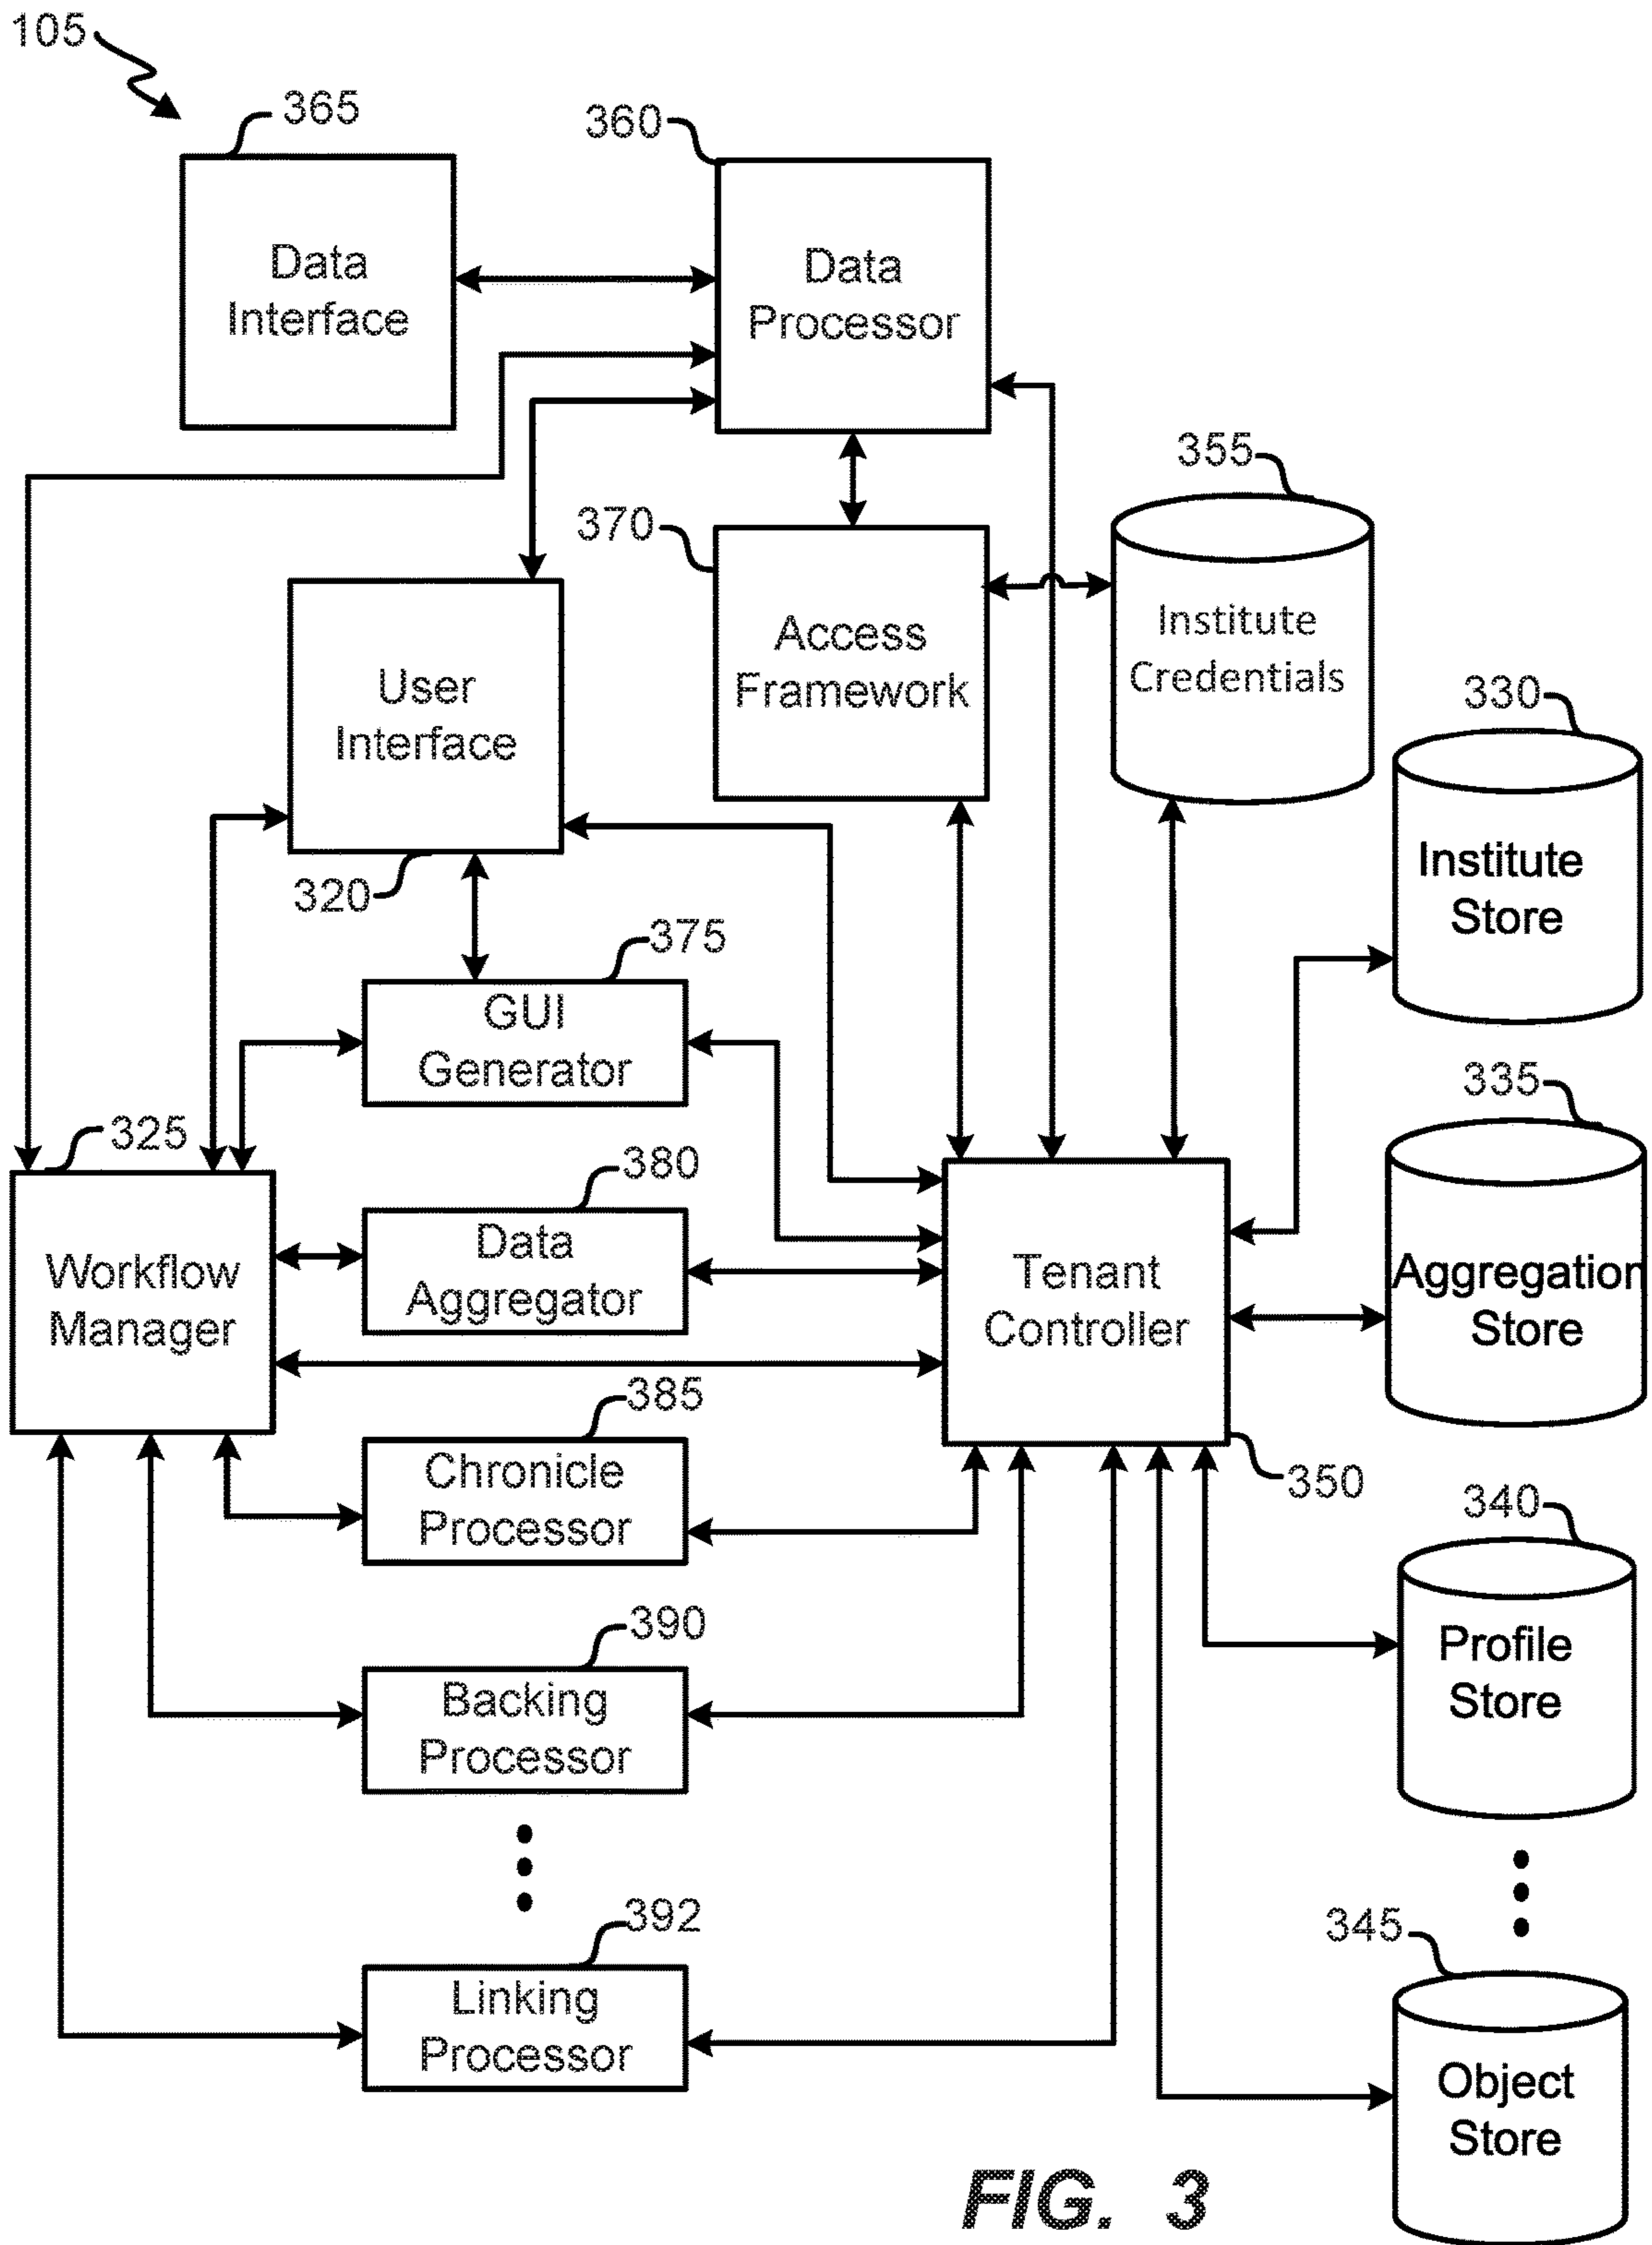 105
365
360
Data
Interface
Data
Processor
355
370
Institute
Credentials
Access
Framework
User
Interface
330
Institute
Store
320
375
GUI
Generator
335
325
380
Workflow
Manager
Data
Aggregator
Tenant
Controller
Aggregation
Store
385
350
Chronicle
Processor
340
390
Profile
Store
Backing
Processor
392
345
Linking
Processor
Object
Store
FIG. 3